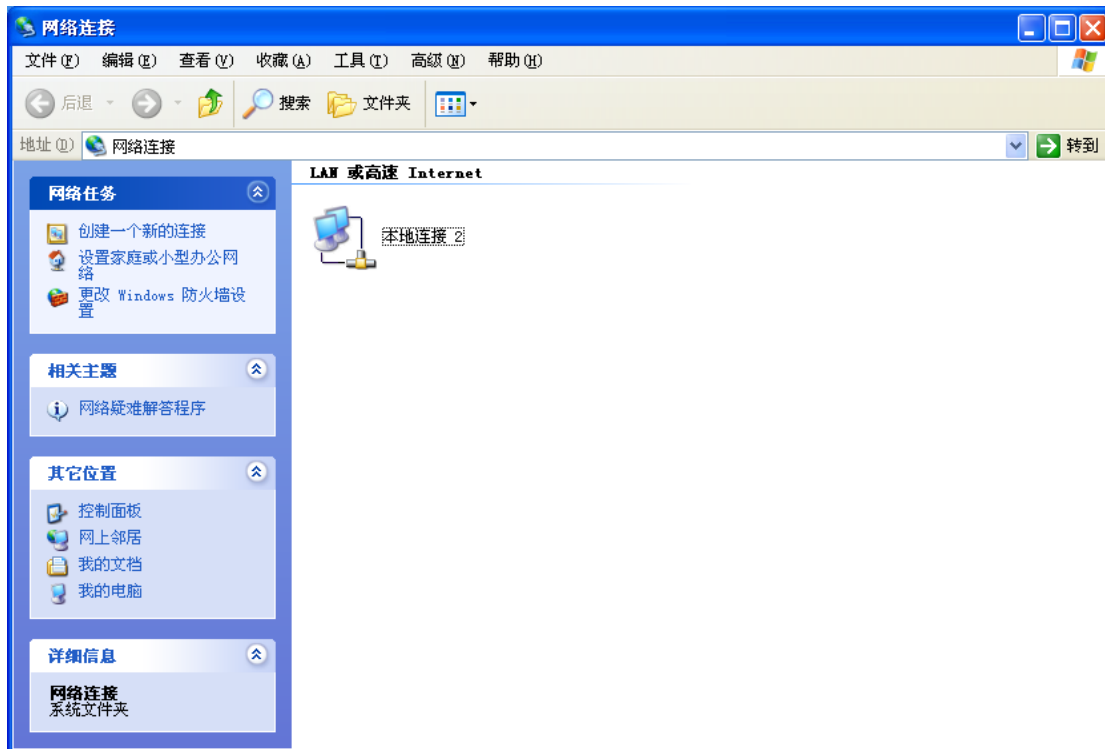 网络连接
文件(F) 编辑(E) 查看(V) 收藏(A) 工具(T) 高级(N) 帮助(H)
后退 搜索 文件夹
地址(D) 网络连接 转到
网络任务
创建一个新的连接
设置家庭或小型办公网
络
更改 Windows 防火墙设
置
相关主题
网络疑难解答程序
其它位置
控制面板
网上邻居
我的文档
我的电脑
详细信息
网络连接
系统文件夹
LAN 或高速 Internet
本地连接 2